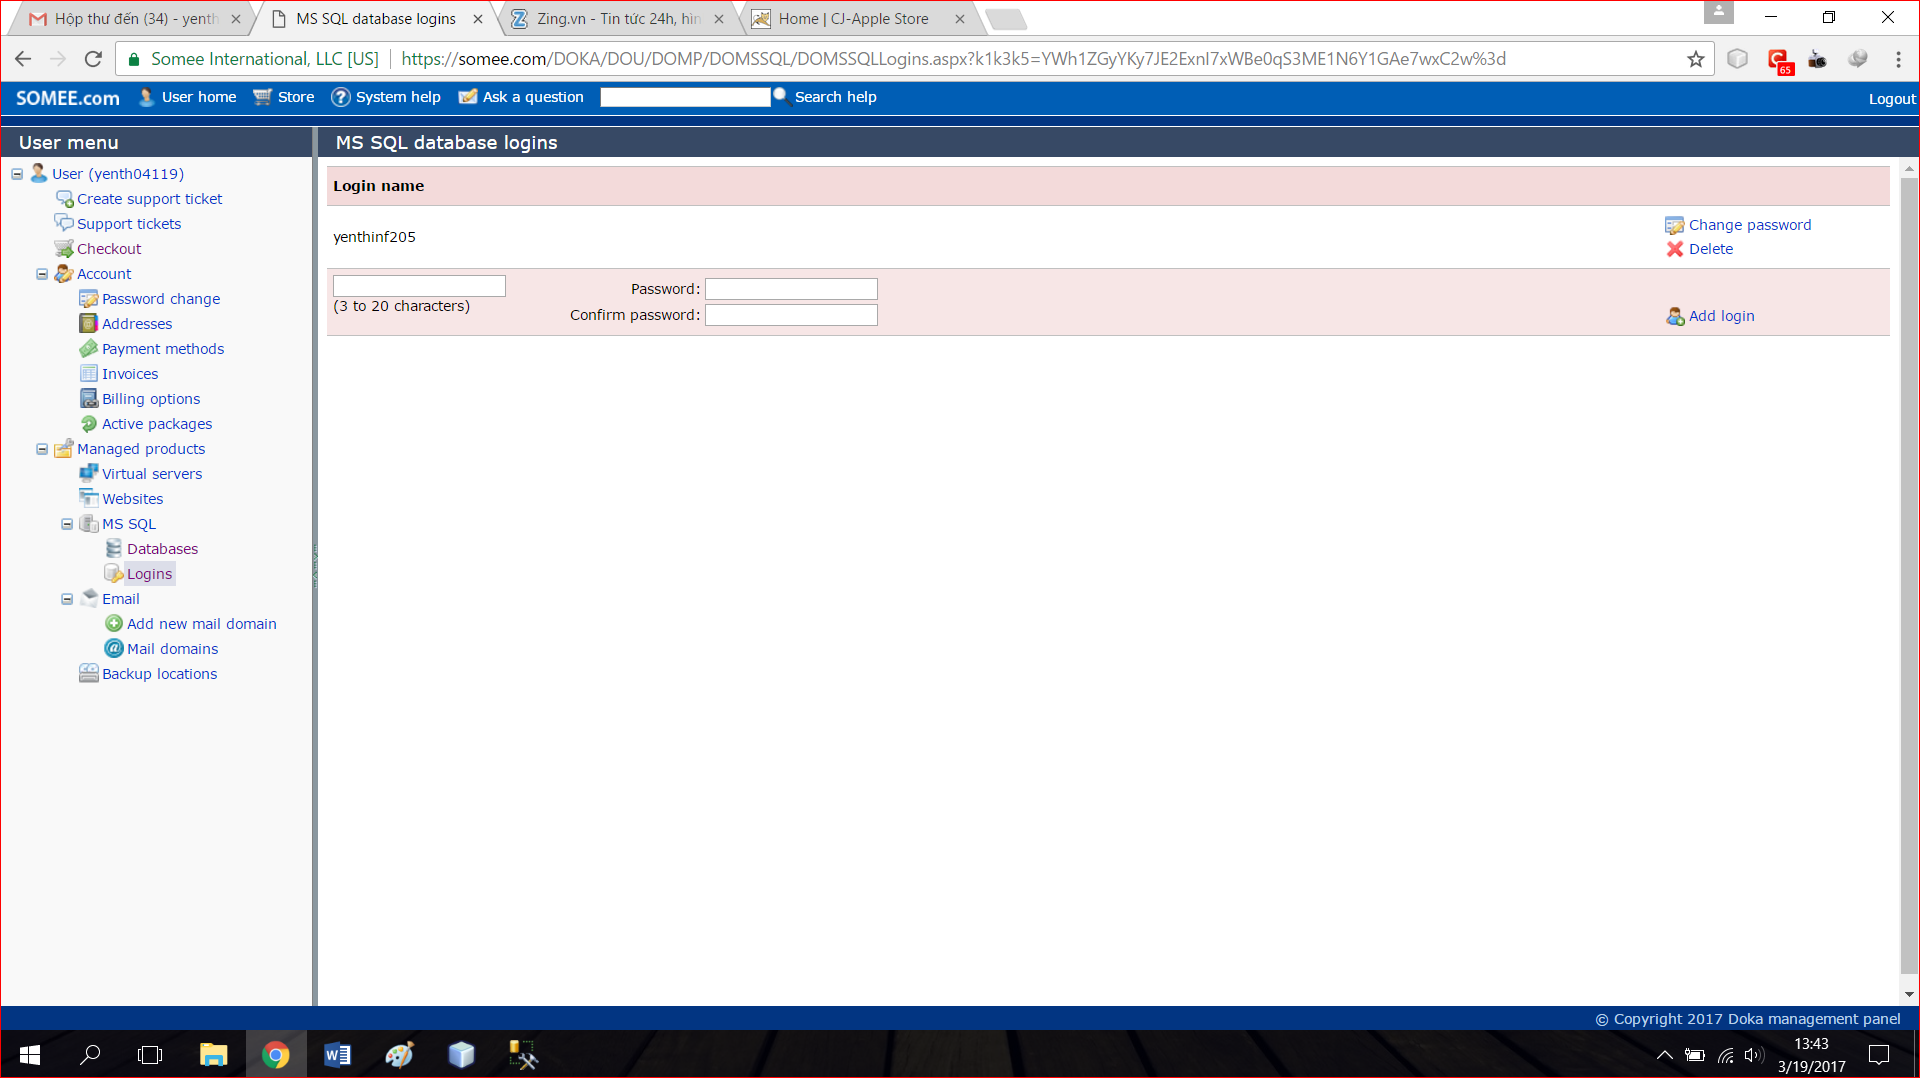 Hộp thư đến (34) - yenth
MS SQL database logins
Zing.vn - Tin tức 24h, hìn
Home | CJ-Apple Store
Somee International, LLC [US]
https://somee.com/DOKA/DOU/DOMP/DOMSSQL/DOMSSQLLogins.aspx?k1k3k5=YWh1ZGyYKy7JE2ExnI7xWBe0qS3ME1N6Y1GAe7wxC2w%3d
65
SOMEE.com
User home
Store
System help
Ask a question
Search help
Logout
User menu
MS SQL database logins
User (yenth04119)
Create support ticket
Support tickets
Checkout
Account
Password change
Addresses
Payment methods
Invoices
Billing options
Active packages
Managed products
Virtual servers
Websites
MS SQL
Databases
Logins
Email
Add new mail domain
Mail domains
Backup locations
Login name
yenthinf205
Change password
Delete
(3 to 20 characters)
Password:
Confirm password:
Add login
© Copyright 2017 Doka management panel
13:43
3/19/2017